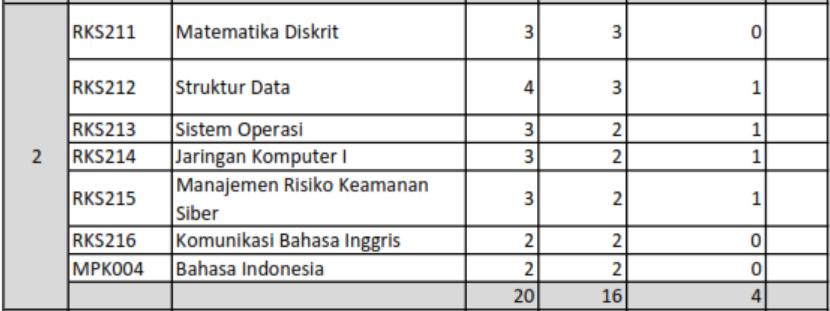 RKS211 Matematika Diskrit 3 3 0
RKS212 Struktur Data 4 3 1
RKS213 Sistem Operasi 3 2 1
2 RKS214 Jaringan Komputer I 3 2 1
RKS215 Manajemen Risiko Keamanan
Siber 3 2 1
RKS216 Komunikasi Bahasa Inggris 2 2 0
MPK004 Bahasa Indonesia 2 2 0
20 16 4